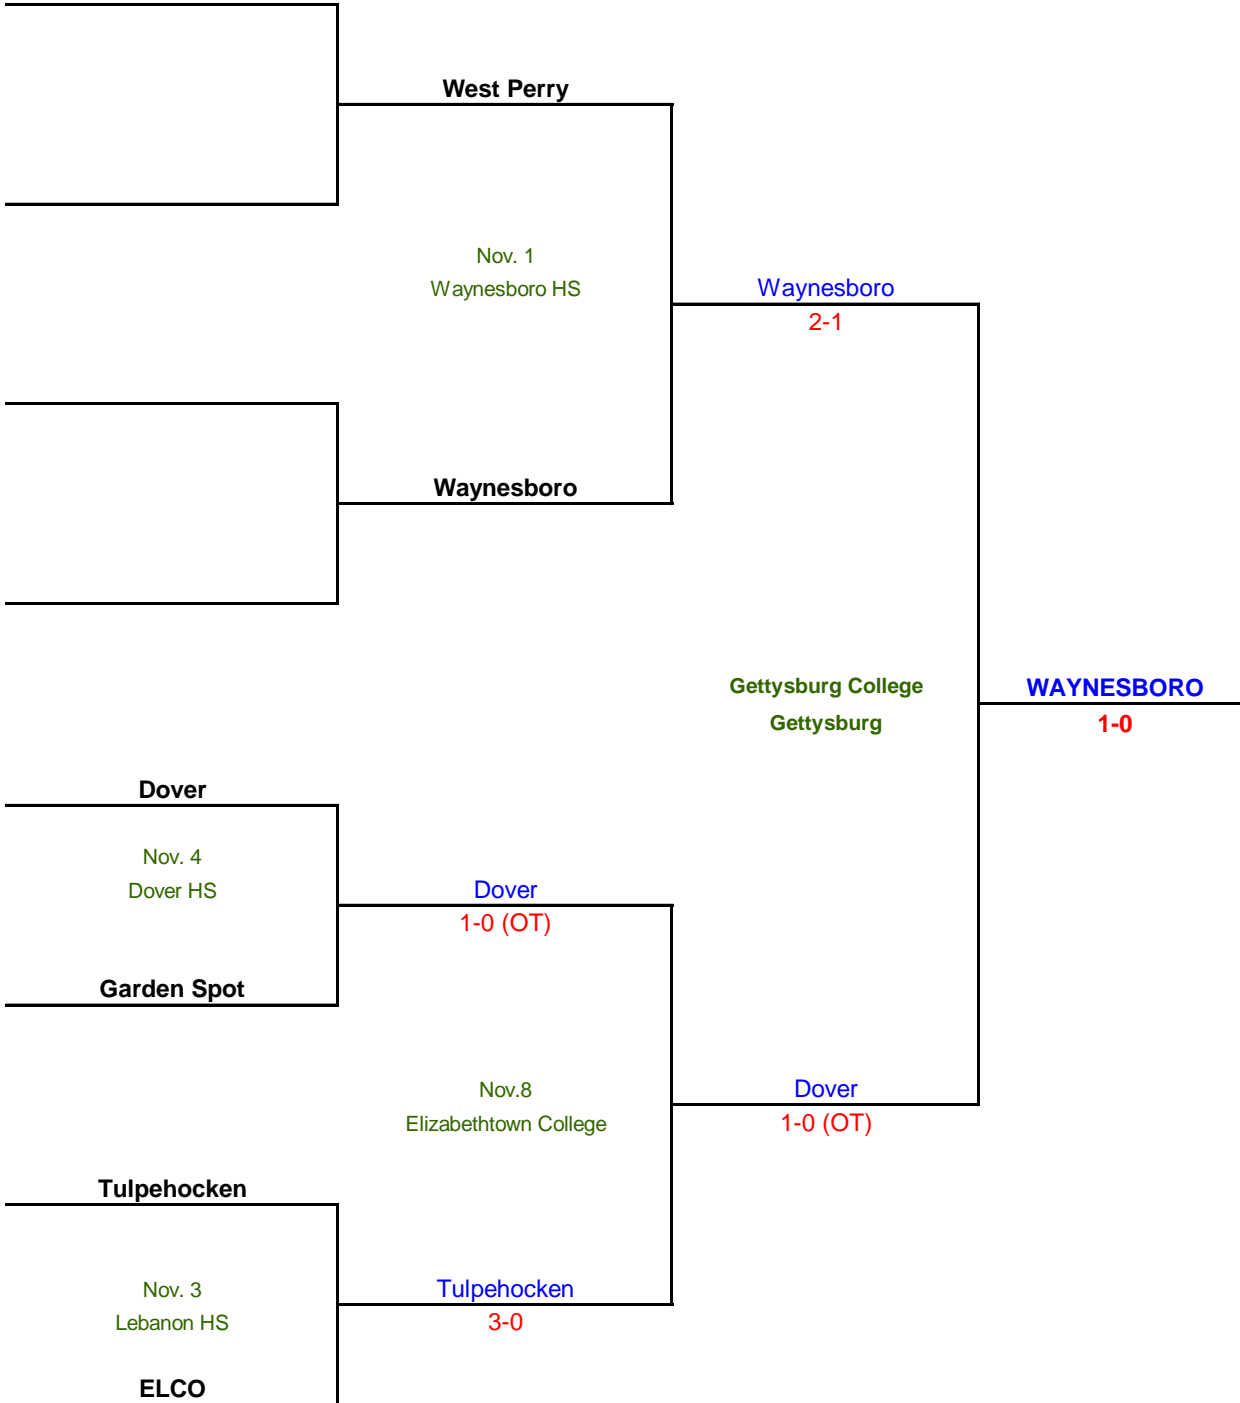 West Perry
Nov. 1
Waynesboro HS
Waynesboro
2-1
Waynesboro
Gettysburg College
Gettysburg
WAYNESBORO
1-0
Dover
Nov. 4
Dover HS
Dover
1-0 (OT)
Garden Spot
Nov.8
Elizabethtown College
Dover
1-0 (OT)
Tulpehocken
Nov. 3
Lebanon HS
Tulpehocken
3-0
ELCO